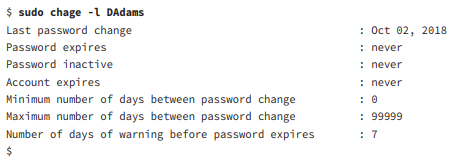 $ sudo chage -l DAdams
Last password change : Oct 02, 2018
Password expires : never
Password inactive : never
Account expires : never
Minimum number of days between password change : 0
Maximum number of days between password change : 99999
Number of days of warning before password expires : 7
$